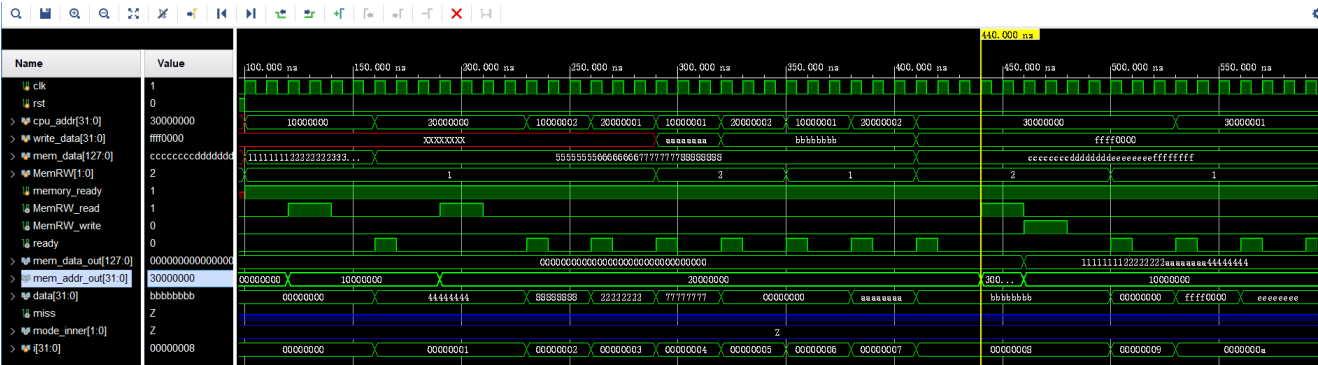 440.000 ns
Name Value
100.000 ns 150.000 ns 200.000 ns 250.000 ns 300.000 ns 350.000 ns 400.000 ns 450.000 ns 500.000 ns 550.000 ns
clk 1
rst 0
cpu_addr[31:0] 30000000 10000000 20000000 10000002 20000001 10000001 20000002 10000001 20000002 30000000 30000001
write_data[31:0] ffff0000 XXXXXXXX aaaaaaaa bbbbbbbb ffff0000
mem_data[127:0] ccccccccddddddd 111111112222222233... 55555555666666667777777788888888 ccccccccddddddddeeeeeeeeffffffff
MemRW[1:0] 2 1 2 1 2 1
memory_ready 1
MemRW_read 1
MemRW_write 0
ready 0
mem_data_out[127:0] 00000000000000 00000000000000000000000000000000 1111111122222222aaaaaaaa44444444
mem_addr_out[31:0] 30000000 00000000 10000000 20000000 300... 10000000
data[31:0] bbbbbbbb 00000000 44444444 88888888 22222222 77777777 00000000 aaaaaaaa bbbbbbbb 00000000 ffff0000 eeeeeeee
miss Z
mode_inner[1:0] Z Z
i[31:0] 00000008 00000000 00000001 00000002 00000003 00000004 00000005 00000006 00000007 00000008 00000009 0000000a